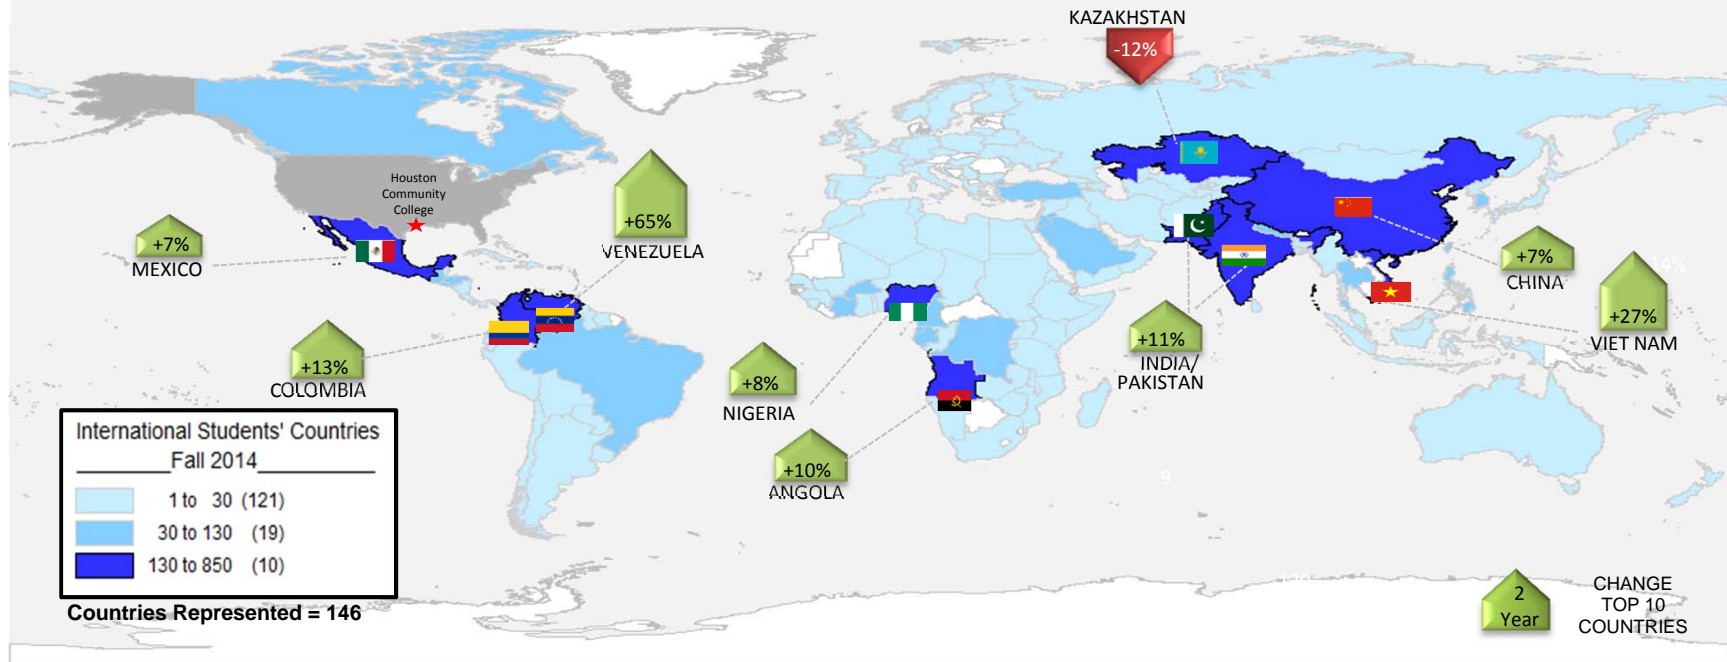 KAZAKHSTAN
-12%
Houston
Community
College
+7%
MEXICO
+65%
VENEZUELA
+13%
COLOMBIA
+8%
NIGERIA
+10%
ANGOLA
+11%
INDIA/
PAKISTAN
+7%
CHINA
14%
+27%
VIET NAM
9
International Students' Countries
Fall 2014
1 to 30 (121)
30 to 130 (19)
130 to 850 (10)
Countries Represented = 146
2
Year
CHANGE
TOP 10
COUNTRIES